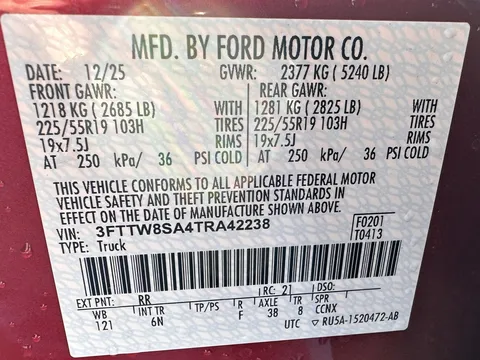 MFD. BY FORD MOTOR CO.
DATE: 12/25 GVWR: 2377 KG ( 5240 LB)
FRONT GAWR: REAR GAWR:
1218 KG ( 2685 LB) WITH 1281 KG ( 2825 LB) WITH
225/55R19 103H TIRES 225/55R19 103H TIRES
19x7.5J RIMS 19x7.5J RIMS
AT 250 kPa/ 36 PSI COLD AT 250 kPa/ 36 PSI COLD
THIS VEHICLE CONFORMS TO ALL APPLICABLE FEDERAL MOTOR
VEHICLE SAFETY AND THEFT PREVENTION STANDARDS IN EFFECT ON THE
DATE OF MANUFACTURE SHOWN ABOVE.
VIN: 3FTTW8SA4TRA42238 F0201
TYPE: Truck T0413
EXT PNT: RR RC: 21 DSO:
WB INT TR TP/PS R AXLE TR SPR
121 6N F 38 8 CCNX
UTC ▽ RU5A-1520472-AB